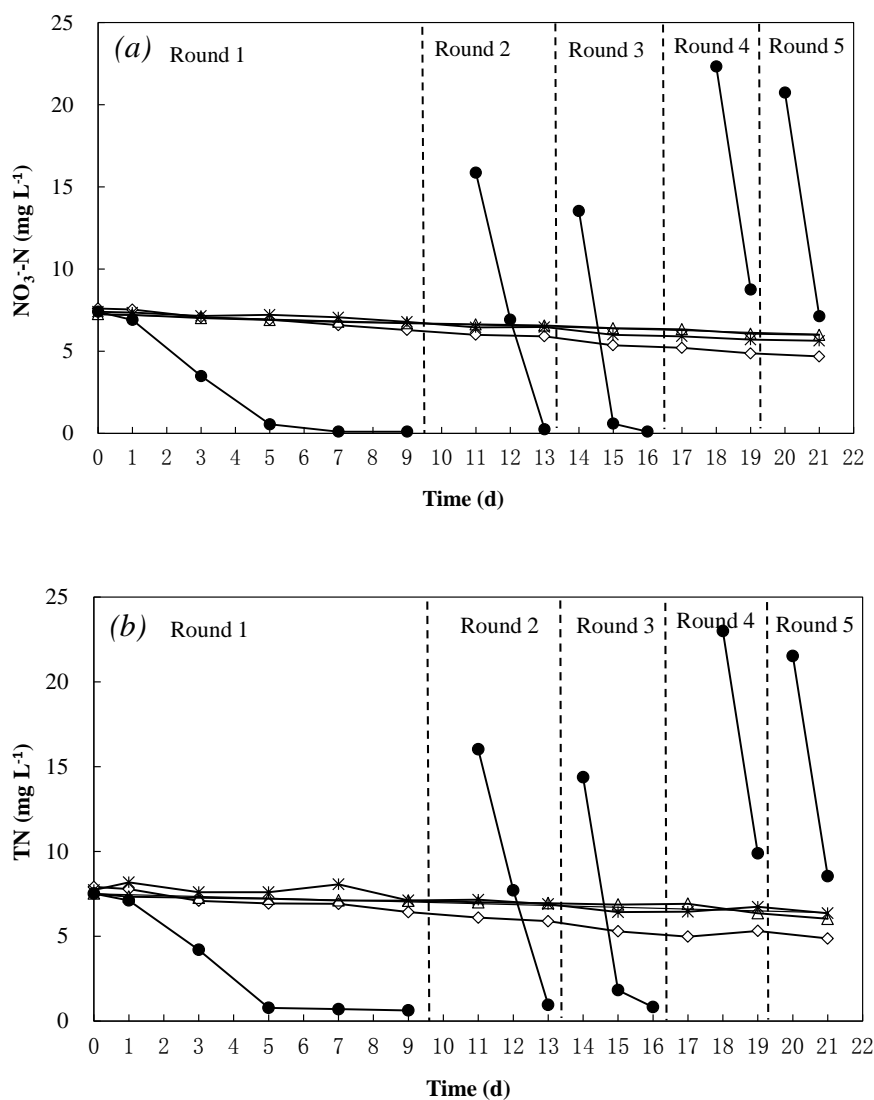 (a)
Round 1
Round 2
Round 3
Round 4
Round 5
25
20
15
10
5
0
NO₃⁻-N (mg L⁻¹)
0 1 3 4 5 6 7 9 10 11 12 13 14 15 16 17 18 19 20 21 22
Time (d)
(b)
Round 1
Round 2
Round 3
Round 4
Round 5
25
20
15
10
5
0
TN (mg L⁻¹)
0 1 3 4 5 6 7 9 10 11 12 13 14 15 16 17 18 19 20 21 22
Time (d)